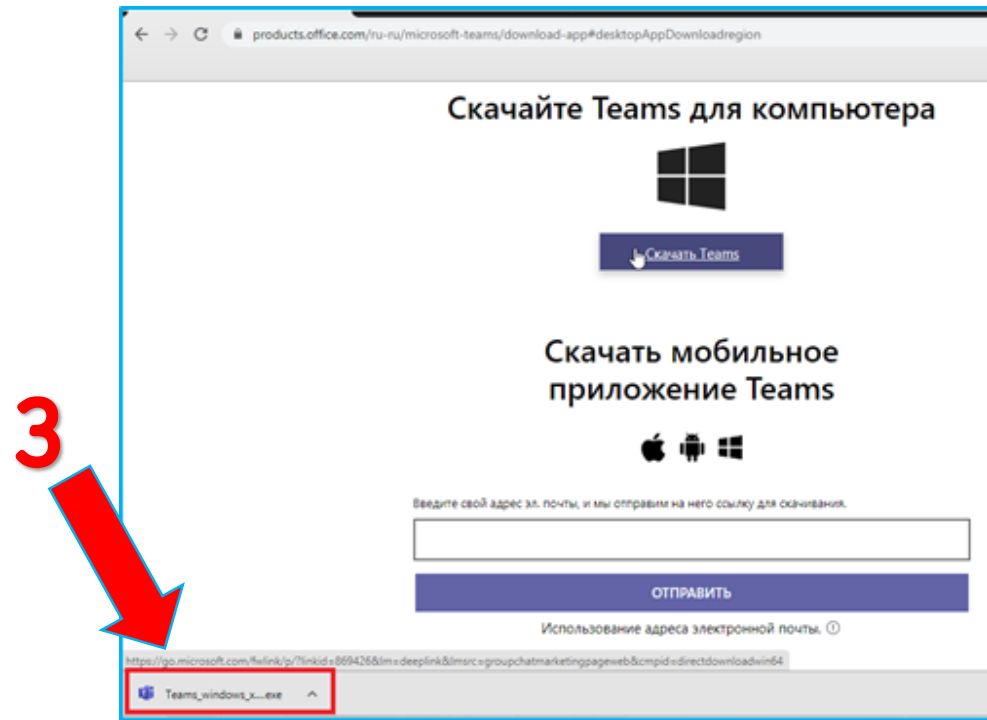 products.office.com/ru-ru/microsoft-teams/download-app#desktopAppDownloadregion
Скачайте Teams для компьютера
Скачать Teams
Скачать мобильное
приложение Teams
3
Введите свой адрес эл. почты, и мы отправим на него ссылку для скачивания.
ОТПРАВИТЬ
Использование адреса электронной почты.
https://go.microsoft.com/fwlink/p/?linkid=869426&lm=deeplink&lmsrc=groupchatmarketingpageweb&cmpid=directdownloadwin64
Teams_windows_x....exe